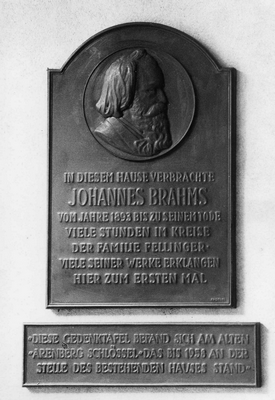 IN DIESEM HAUSE VERBRACHTE
JOHANNES BRAHMS
VOM JAHRE 1893 BIS ZU SEINEM TODE
VIELE STUNDEN IM KREISE
DER FAMILIE FELLINGER·
VIELE SEINER WERKE ERKLANGEN
HIER ZUM ERSTEN MAL
·DIESE GEDENKTAFEL BEFAND SICH AM ALTEN
"ARENBERG SCHLÖSSEL" DAS BIS 1958 AN DER
STELLE DES BESTEHENDEN HAUSES STAND·